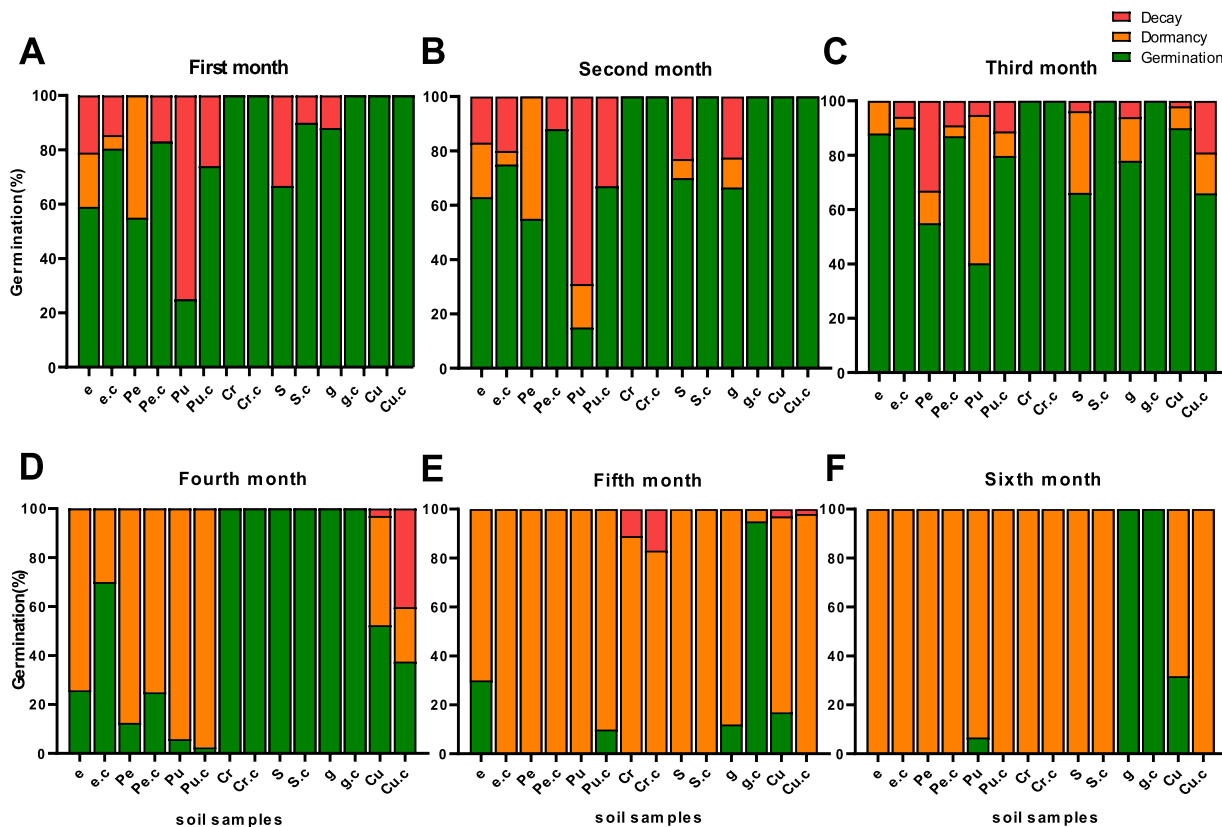 Decay
Dormancy
Germination
A
First month
B
Second month
C
Third month
Germination(%)
100
80
60
40
20
0
e
e.c
Pe
Pe.c
Pu
Pu.c
Cr
Cr.c
S
S.c
g
g.c
Cu
Cu.c
100
80
60
40
20
0
e
e.c
Pe
Pe.c
Pu
Pu.c
Cr
Cr.c
S
S.c
g
g.c
Cu
Cu.c
100
80
60
40
20
0
e
e.c
Pe
Pe.c
Pu
Pu.c
Cr
Cr.c
S
S.c
g
g.c
Cu
Cu.c
D
Fourth month
E
Fifth month
F
Sixth month
Germination(%)
100
80
60
40
20
0
e
e.c
Pe
Pe.c
Pu
Pu.c
Cr
Cr.c
S
S.c
g
g.c
Cu
Cu.c
soil samples
100
80
60
40
20
0
e
e.c
Pe
Pe.c
Pu
Pu.c
Cr
Cr.c
S
S.c
g
g.c
Cu
Cu.c
soil samples
100
80
60
40
20
0
e
e.c
Pe
Pe.c
Pu
Pu.c
Cr
Cr.c
S
S.c
g
g.c
Cu
Cu.c
soil samples